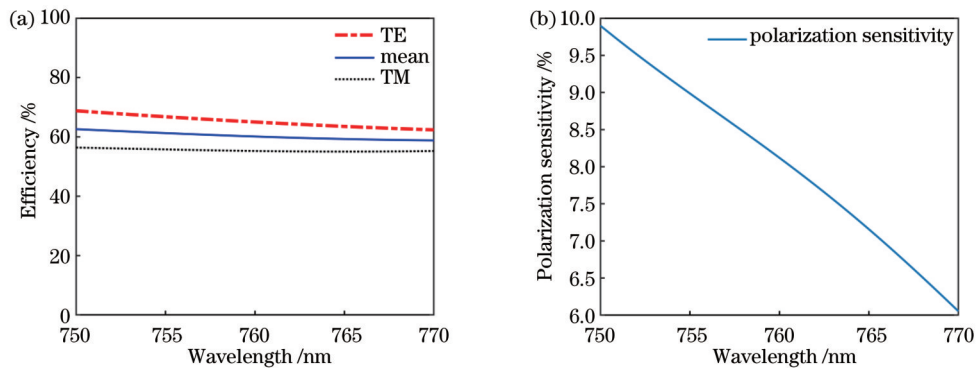 (a)
100
80
60
40
20
0
Efficiency /%
TE
mean
TM
750 755 760 765 770
Wavelength /nm
(b)
10.0
9.5
9.0
8.5
8.0
7.5
7.0
6.5
6.0
Polarization sensitivity /%
polarization sensitivity
750 755 760 765 770
Wavelength /nm